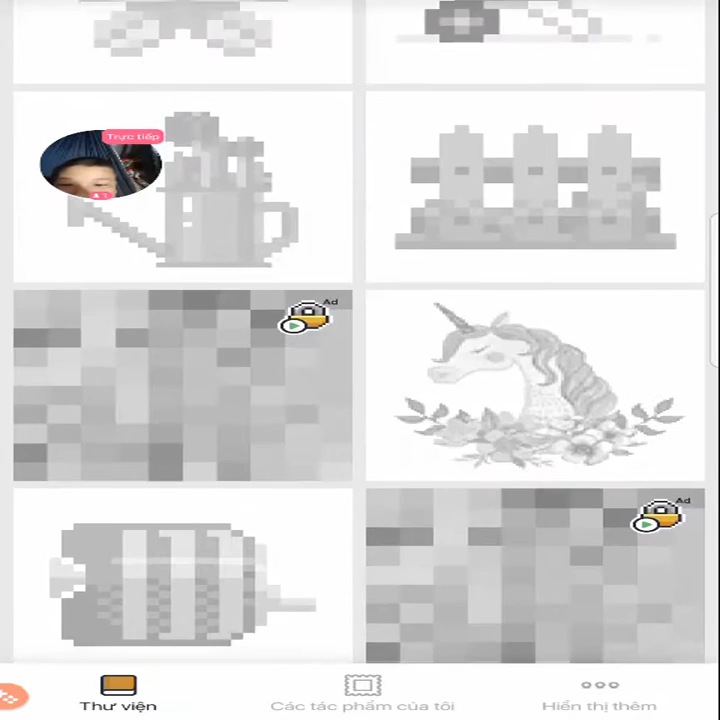 Trực tiếp
Ad
Ad
Thư viện
Các tác phẩm của tôi
Hiển thị thêm